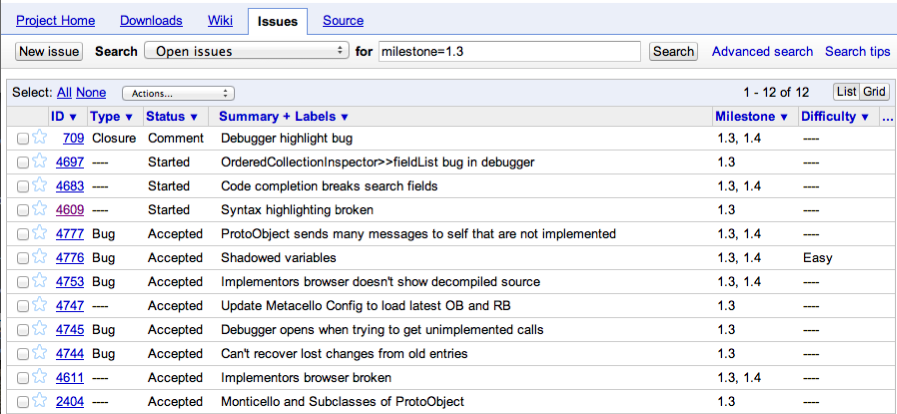 Project Home Downloads Wiki Issues Source
New issue Search Open issues for milestone=1.3 Search Advanced search Search tips
Select: All None Actions... 1 - 12 of 12 List Grid
ID ▼ Type ▼ Status ▼ Summary + Labels ▼ Milestone ▼ Difficulty ▼ ...
709 Closure Comment Debugger highlight bug 1.3, 1.4 ----
4697 ---- Started OrderedCollectionInspector>>fieldList bug in debugger 1.3 ----
4683 ---- Started Code completion breaks search fields 1.3, 1.4 ----
4609 ---- Started Syntax highlighting broken 1.3 ----
4777 Bug Accepted ProtoObject sends many messages to self that are not implemented 1.3, 1.4 ----
4776 Bug Accepted Shadowed variables 1.3, 1.4 Easy
4753 Bug Accepted Implementors browser doesn't show decompiled source 1.3, 1.4 ----
4747 ---- Accepted Update Metacello Config to load latest OB and RB 1.3 ----
4745 Bug Accepted Debugger opens when trying to get unimplemented calls 1.3 ----
4744 Bug Accepted Can't recover lost changes from old entries 1.3 ----
4611 ---- Accepted Implementors browser broken 1.3, 1.4 ----
2404 ---- Accepted Monticello and Subclasses of ProtoObject 1.3 ----